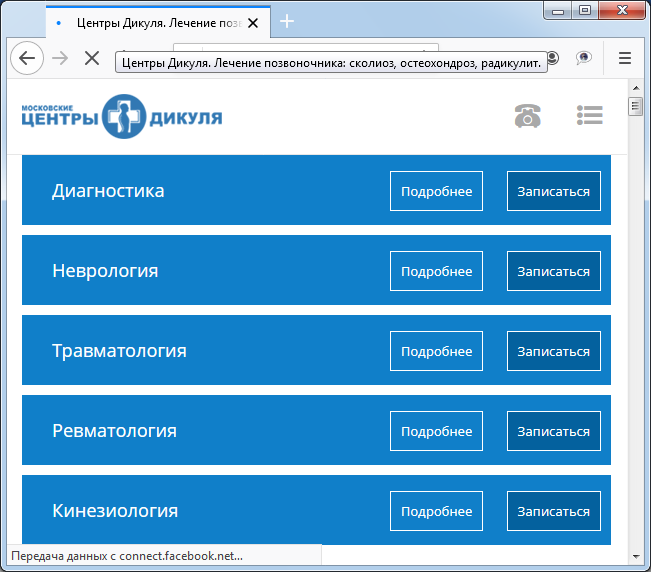 Центры Дикуля. Лечение позв
Центры Дикуля. Лечение позвоночника: сколиоз, остеохондроз, радикулит.
МОСКОВСКИЕ
ЦЕНТРЫ ДИКУЛЯ
Диагностика Подробнее Записаться
Неврология Подробнее Записаться
Травматология Подробнее Записаться
Ревматология Подробнее Записаться
Кинезиология Подробнее Записаться
Передача данных с connect.facebook.net...